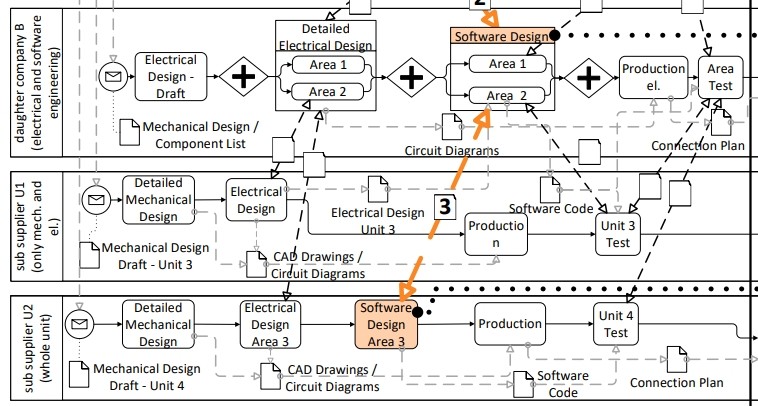 2
Detailed
Electrical Design
Area 1
Area 2
Software Design
Area 1
Area 2
daughter company B
(electrical and software
engineering)
Electrical
Design -
Draft
Production
el.
Area
Test
Mechanical Design /
Component List
Circuit Diagrams
Connection Plan
sub supplier U1
(only mech. and
el.)
Detailed
Mechanical
Design
Electrical
Design
Electrical Design
Unit 3
3
Software Code
Productio
n
Unit 3
Test
Mechanical Design
Draft - Unit 3
CAD Drawings /
Circuit Diagrams
sub supplier U2
(whole unit)
Detailed
Mechanical
Design
Electrical
Design
Area 3
Software
Design
Area 3
Production
Unit 4
Test
Mechanical Design
Draft - Unit 4
CAD Drawings /
Circuit Diagrams
Software
Code
Connection Plan